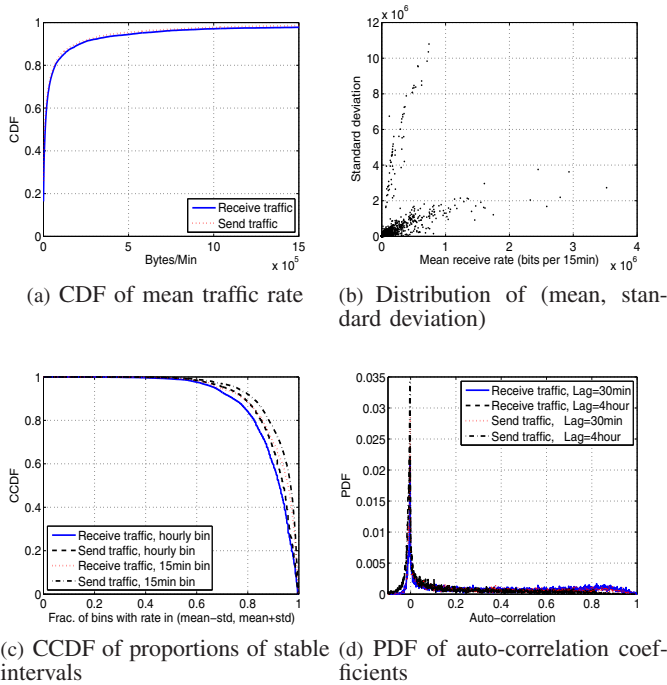 1
0.8
0.6
0.4
0.2
0
CDF
0
5
10
15
Bytes/Min
x 10^5
Receive traffic
Send traffic
(a) CDF of mean traffic rate
x 10^6
12
10
8
6
4
2
0
Standard deviation
0
1
2
3
4
Mean receive rate (bits per 15min)
x 10^6
(b) Distribution of (mean, stan-
dard deviation)
1
0.8
0.6
0.4
0.2
0
CCDF
0
0.2
0.4
0.6
0.8
1
Frac. of bins with rate in (mean−std, mean+std)
Receive traffic, hourly bin
Send traffic, hourly bin
Receive traffic, 15min bin
Send traffic, 15min bin
(c) CCDF of proportions of stable
intervals
0.035
0.03
0.025
0.02
0.015
0.01
0.005
0
PDF
0
0.2
0.4
0.6
0.8
1
Auto−correlation
Receive traffic, Lag=30min
Receive traffic, Lag=4hour
Send traffic, Lag=30min
Send traffic, Lag=4hour
(d) PDF of auto-correlation coef-
ficients